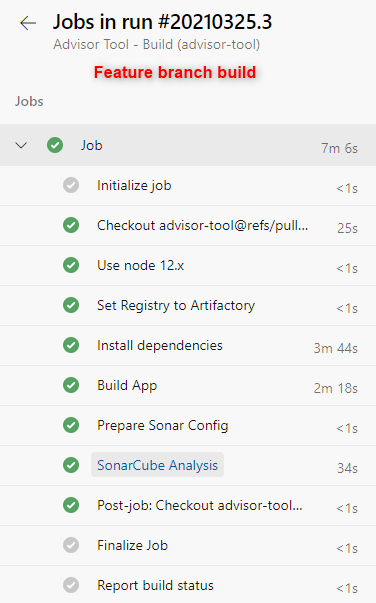 Jobs in run #20210325.3
Advisor Tool - Build (advisor-tool)
Feature branch build
Jobs
Job 7m 6s
Initialize job <1s
Checkout advisor-tool@refs/pull... 25s
Use node 12.x <1s
Set Registry to Artifactory <1s
Install dependencies 3m 44s
Build App 2m 18s
Prepare Sonar Config <1s
SonarCube Analysis 34s
Post-job: Checkout advisor-tool... <1s
Finalize Job <1s
Report build status <1s